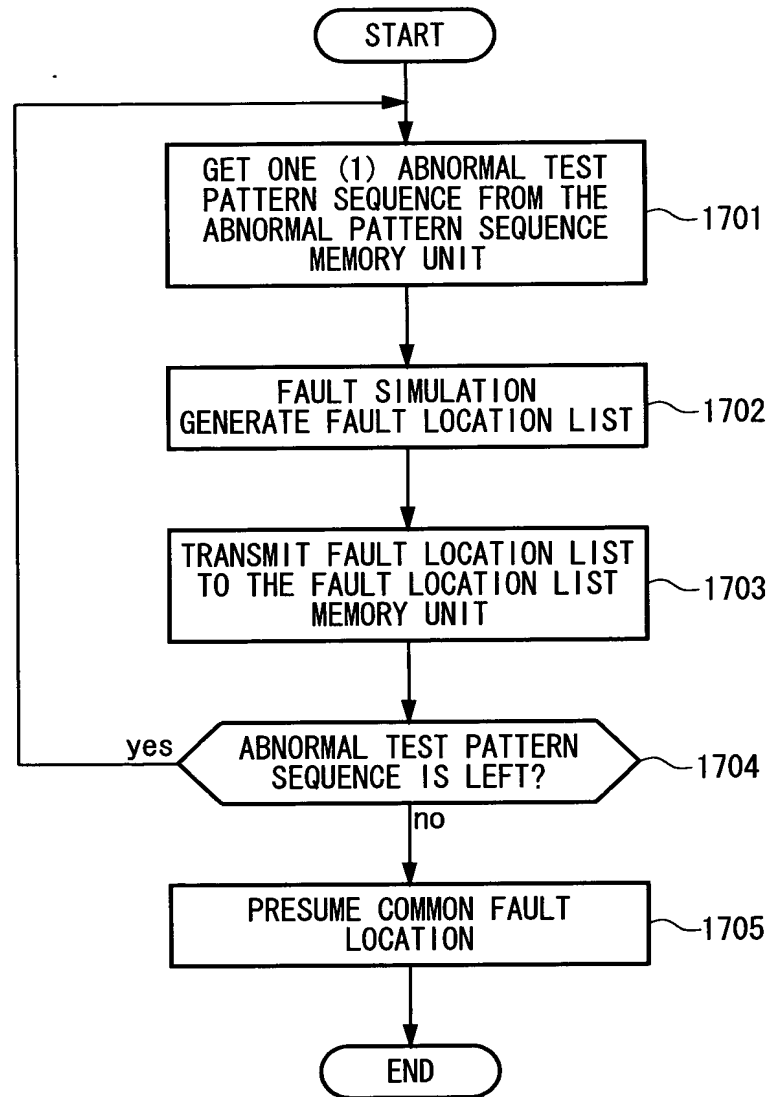 START
GET ONE (1) ABNORMAL TEST
PATTERN SEQUENCE FROM THE
ABNORMAL PATTERN SEQUENCE
MEMORY UNIT
1701
FAULT SIMULATION
GENERATE FAULT LOCATION LIST
1702
TRANSMIT FAULT LOCATION LIST
TO THE FAULT LOCATION LIST
MEMORY UNIT
1703
yes
ABNORMAL TEST PATTERN
SEQUENCE IS LEFT?
1704
no
PRESUME COMMON FAULT
LOCATION
1705
END